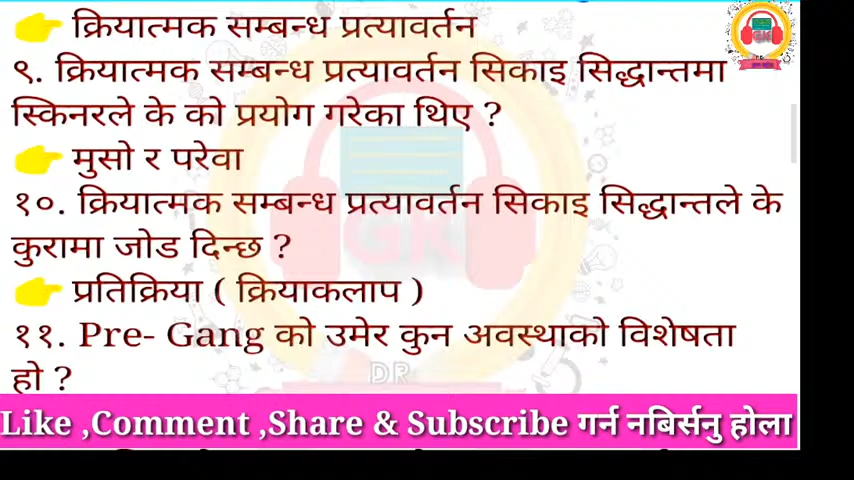 👉 क्रियात्मक सम्बन्ध प्रत्यावर्तन
९. क्रियात्मक सम्बन्ध प्रत्यावर्तन सिकाइ सिद्धान्तमा
स्किनरले के को प्रयोग गरेका थिए ?
👉 मुसो र परेवा
१०. क्रियात्मक सम्बन्ध प्रत्यावर्तन सिकाइ सिद्धान्तले के
कुरामा जोड दिन्छ ?
👉 प्रतिक्रिया ( क्रियाकलाप )
११. Pre- Gang को उमेर कुन अवस्थाको विशेषता
हो ?
GK
DR
Like ,Comment ,Share & Subscribe गर्न नबिर्सनु होला